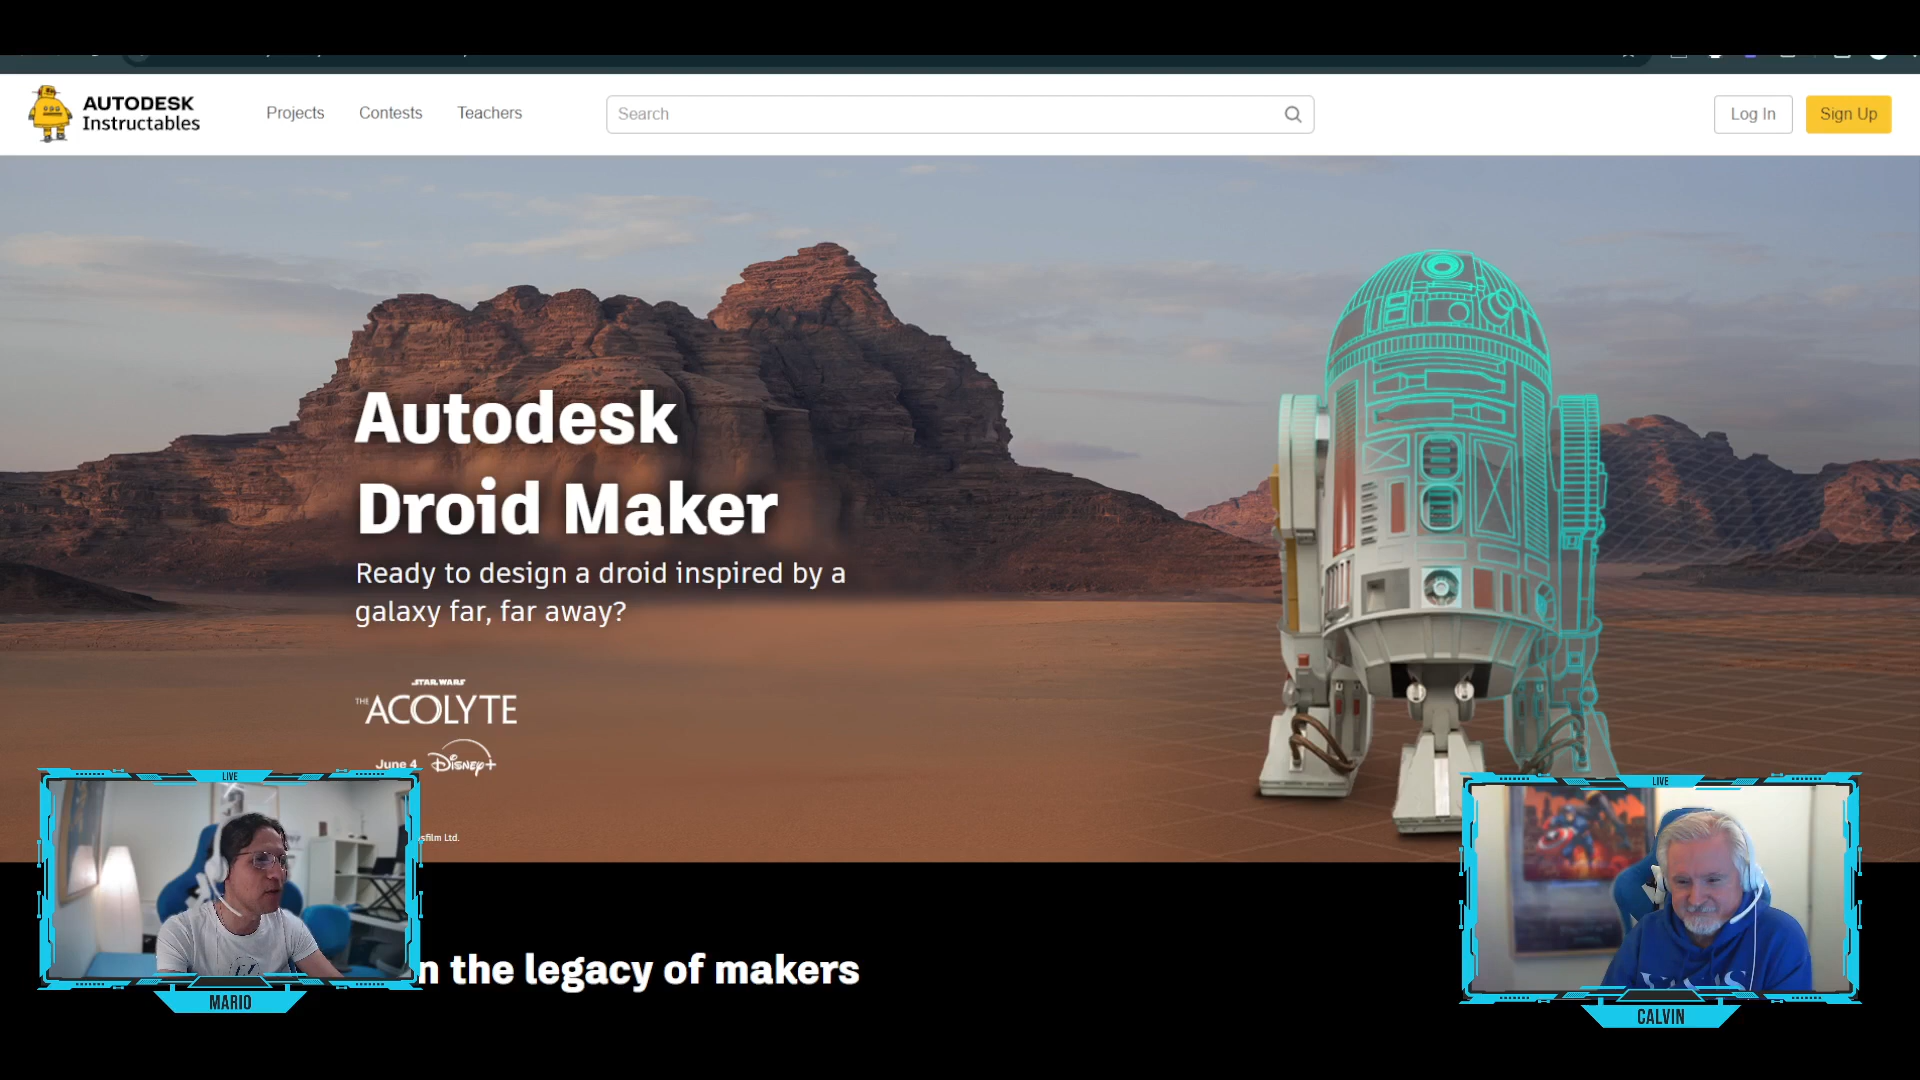 AUTODESK
Instructables
Projects
Contests
Teachers
Search
Log In
Sign Up
Autodesk
Droid Maker
Ready to design a droid inspired by a
galaxy far, far away?
STAR WARS
THE ACOLYTE
June 4 Disney+
sfilm Ltd.
n the legacy of makers
LIVE
MARIO
LIVE
CALVIN